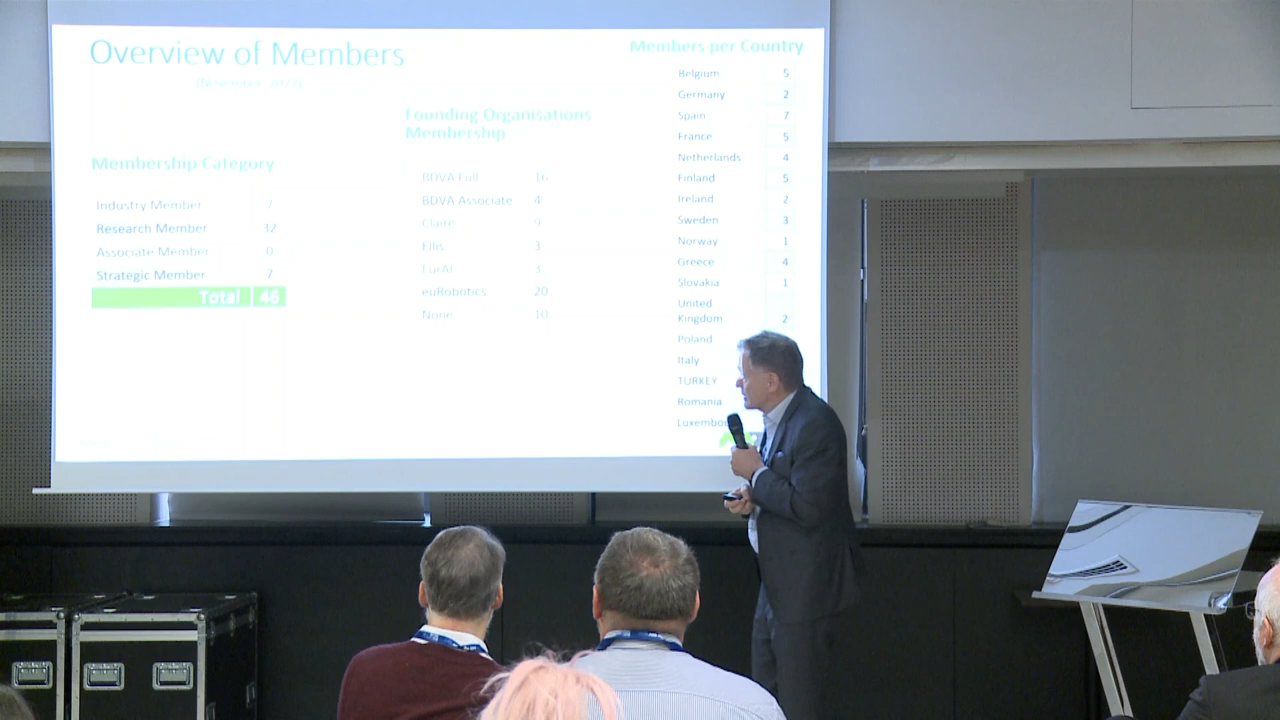 Overview of Members
(November, 2022)
Membership Category
Industry Member 7
Research Member 32
Associate Member 0
Strategic Member 7
Total 46
Founding Organisations
Membership
BDVA Full 16
BDVA Associate 4
Claire 9
Ellis 3
EurAI 3
euRobotics 20
None 10
Members per Country
Belgium 5
Germany 2
Spain 7
France 5
Netherlands 4
Finland 5
Ireland 2
Sweden 3
Norway 1
Greece 4
Slovakia 1
United
Kingdom 2
Poland
Italy
TURKEY
Romania
Luxembou